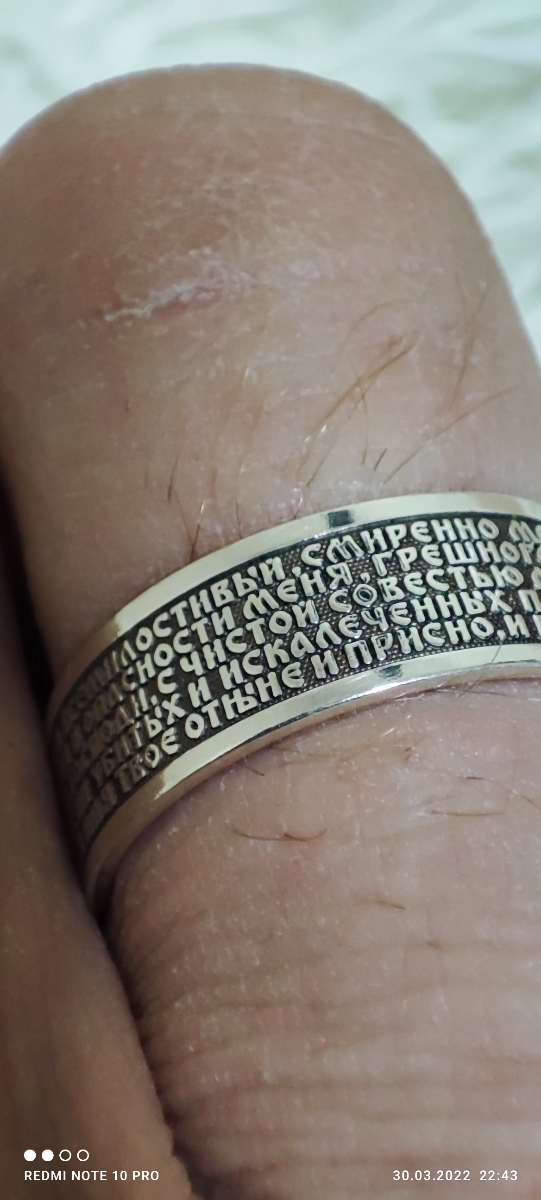 МИЛОСТИВЫЙ, СМИРЕННО
ОПАСНОСТИ МЕНЯ, ГРЕШНОГО
С ЧИСТОЙ СОВЕСТЬЮ
УБИТЫХ И ИСКАЛЕЧЕННЫХ
ТВОЕ ОТНЫНЕ И ПРИСНО, И
REDMI NOTE 10 PRO
30.03.2022 22:43